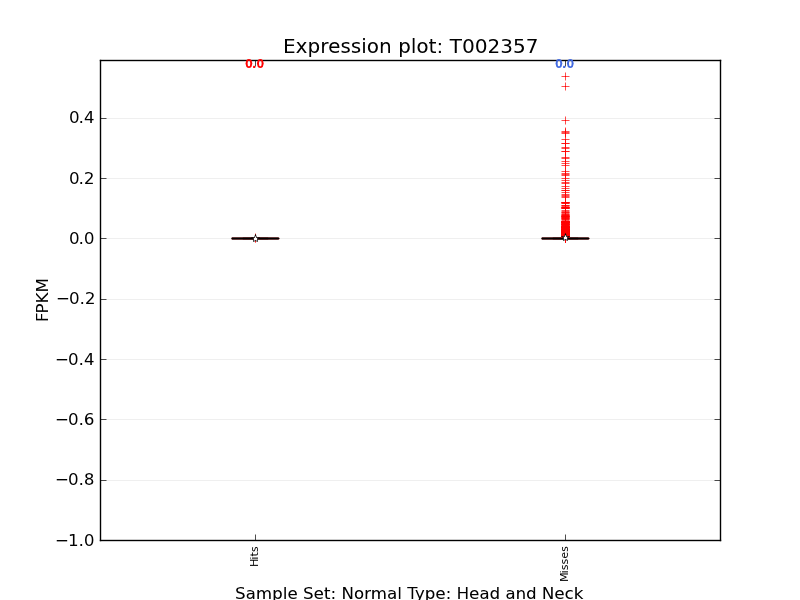 Expression plot: T002357
0.0
0.0
0.4
0.2
0.0
−0.2
−0.4
−0.6
−0.8
−1.0
FPKM
Hits
Misses
Sample Set: Normal Type: Head and Neck